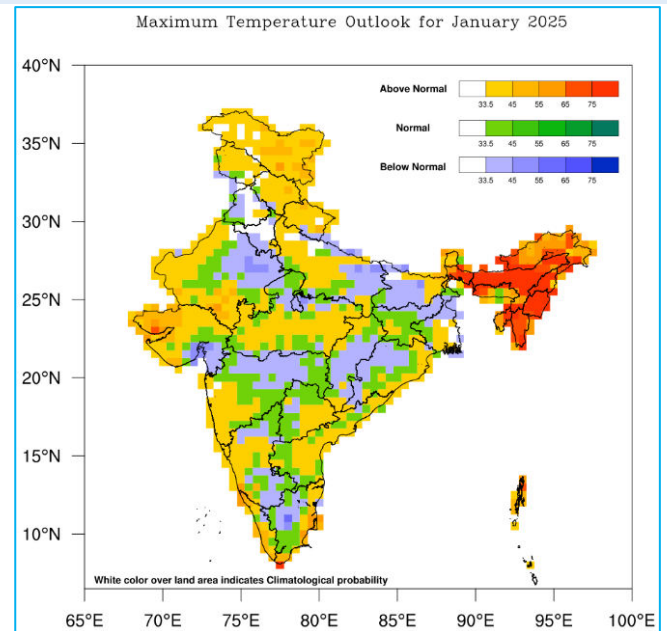 Maximum Temperature Outlook for January 2025
40°N
35°N
30°N
25°N
20°N
15°N
10°N
Above Normal
33.5 45 55 65 75
Normal
33.5 45 55 65 75
Below Normal
33.5 45 55 65 75
White color over land area indicates Climatological probability
65°E 70°E 75°E 80°E 85°E 90°E 95°E 100°E